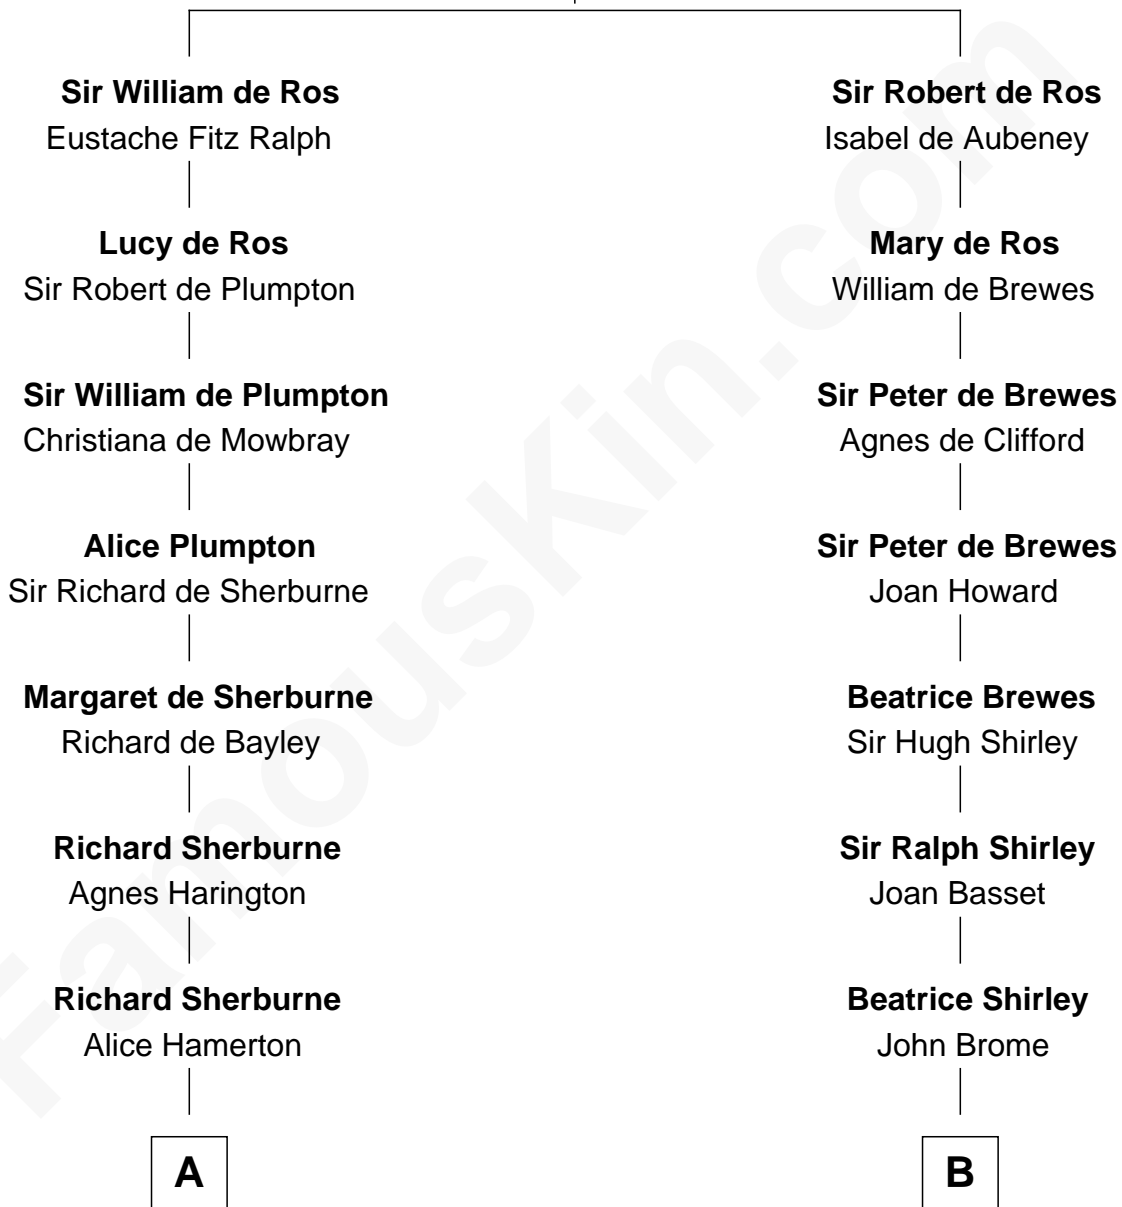 Sir William de Ros
Eustache Fitz Ralph
Lucy de Ros
Sir Robert de Plumpton
Sir William de Plumpton
Christiana de Mowbray
Alice Plumpton
Sir Richard de Sherburne
Margaret de Sherburne
Richard de Bayley
Richard Sherburne
Agnes Harington
Richard Sherburne
Alice Hamerton
A
Sir Robert de Ros
Isabel de Aubeney
Mary de Ros
William de Brewes
Sir Peter de Brewes
Agnes de Clifford
Sir Peter de Brewes
Joan Howard
Beatrice Brewes
Sir Hugh Shirley
Sir Ralph Shirley
Joan Basset
Beatrice Shirley
John Brome
B
FamousKin.com